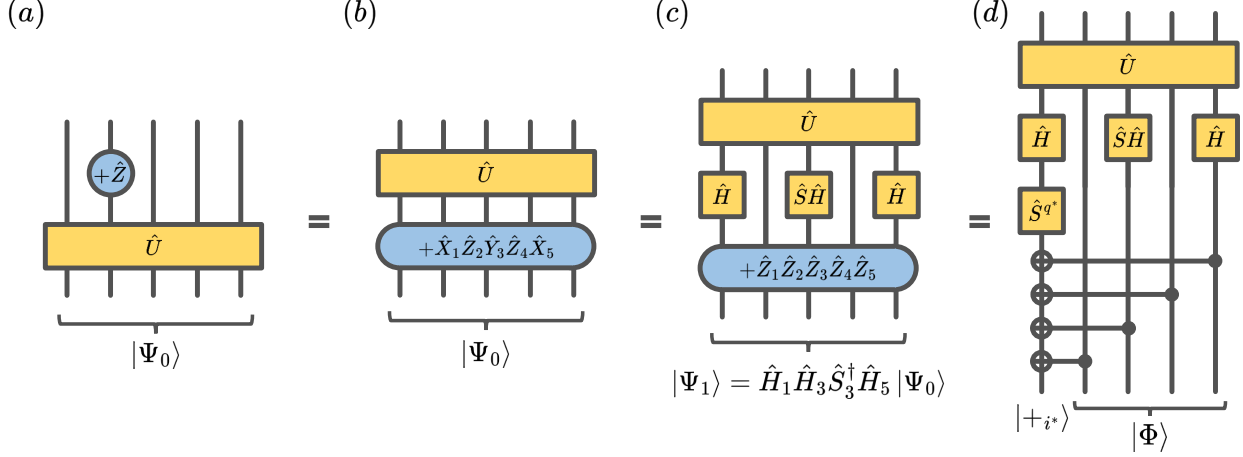 (a)
(b)
(c)
(d)
+Ẑ
Û
|Ψ₀⟩
=
Û
+X̂₁Ẑ₂Ŷ₃Ẑ₄X̂₅
|Ψ₀⟩
=
Û
Ĥ
ŜĤ
Ĥ
+Ẑ₁Ẑ₂Ẑ₃Ẑ₄Ẑ₅
|Ψ₁⟩ = Ĥ₁Ĥ₃Ŝ₃†Ĥ₅ |Ψ₀⟩
=
Û
Ĥ
ŜĤ
Ĥ
Ŝ^{q*}
|+_{i*}⟩
|Φ⟩